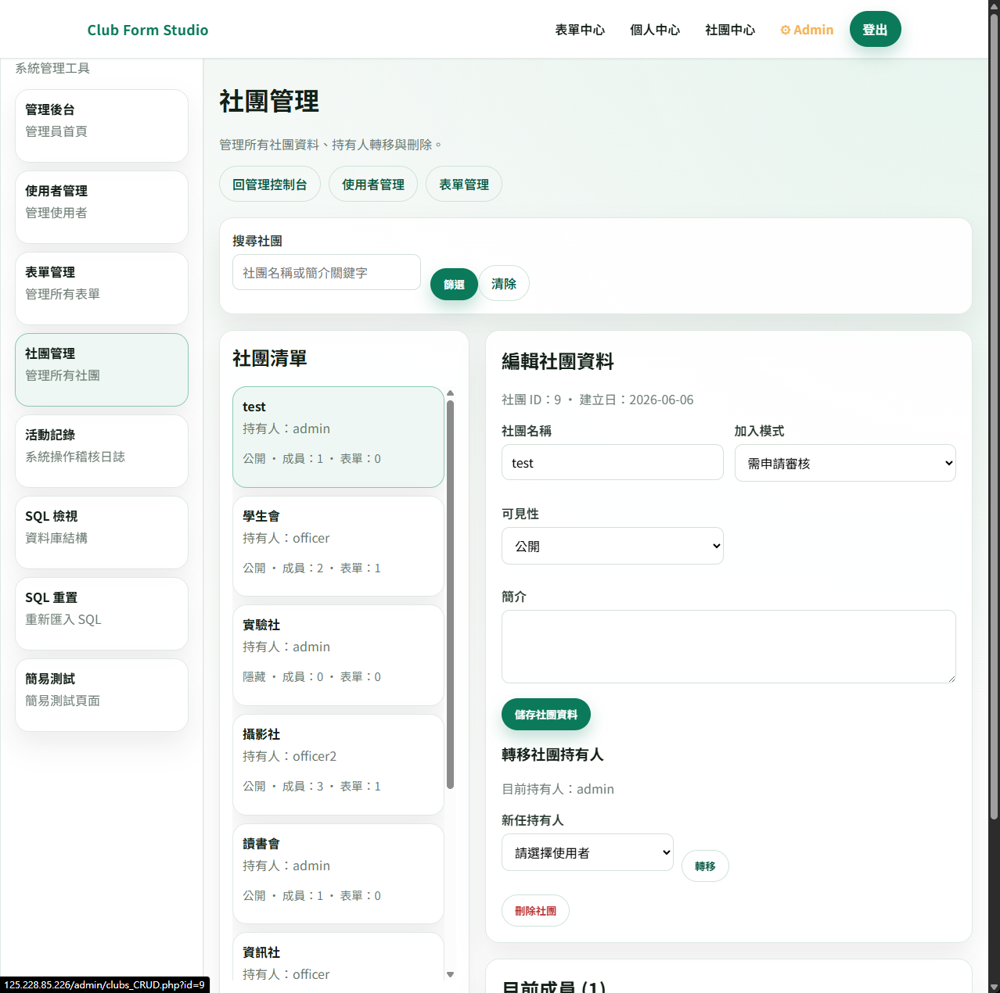 Club Form Studio
表單中心
個人中心
社團中心
⚙ Admin
登出
系統管理工具
管理後台
管理員首頁
使用者管理
管理使用者
表單管理
管理所有表單
社團管理
管理所有社團
活動記錄
系統操作稽核日誌
SQL 檢視
資料庫結構
SQL 重置
重新匯入 SQL
簡易測試
簡易測試頁面
社團管理
管理所有社團資料、持有人轉移與刪除。
回管理控制台
使用者管理
表單管理
搜尋社團
社團名稱或簡介關鍵字
篩選
清除
社團清單
test
持有人：admin
公開 · 成員：1 · 表單：0
學生會
持有人：officer
公開 · 成員：2 · 表單：1
實驗社
持有人：admin
隱藏 · 成員：0 · 表單：0
攝影社
持有人：officer2
公開 · 成員：3 · 表單：1
讀書會
持有人：admin
公開 · 成員：1 · 表單：0
資訊社
持有人：officer
編輯社團資料
社團 ID：9 · 建立日：2026-06-06
社團名稱
加入模式
test
需申請審核
可見性
公開
簡介
儲存社團資料
轉移社團持有人
目前持有人：admin
新任持有人
請選擇使用者
轉移
刪除社團
目前成員 (1)
125.228.85.226/admin/clubs_CRUD.php?id=9